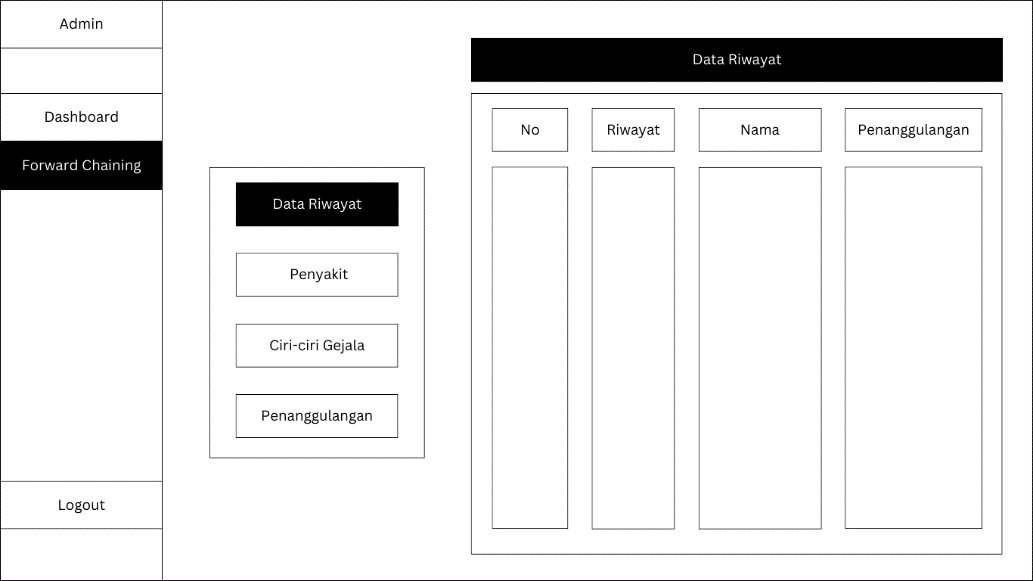 Admin
Dashboard
Forward Chaining
Logout
Data Riwayat
Penyakit
Ciri-ciri Gejala
Penanggulangan
Data Riwayat
No
Riwayat
Nama
Penanggulangan